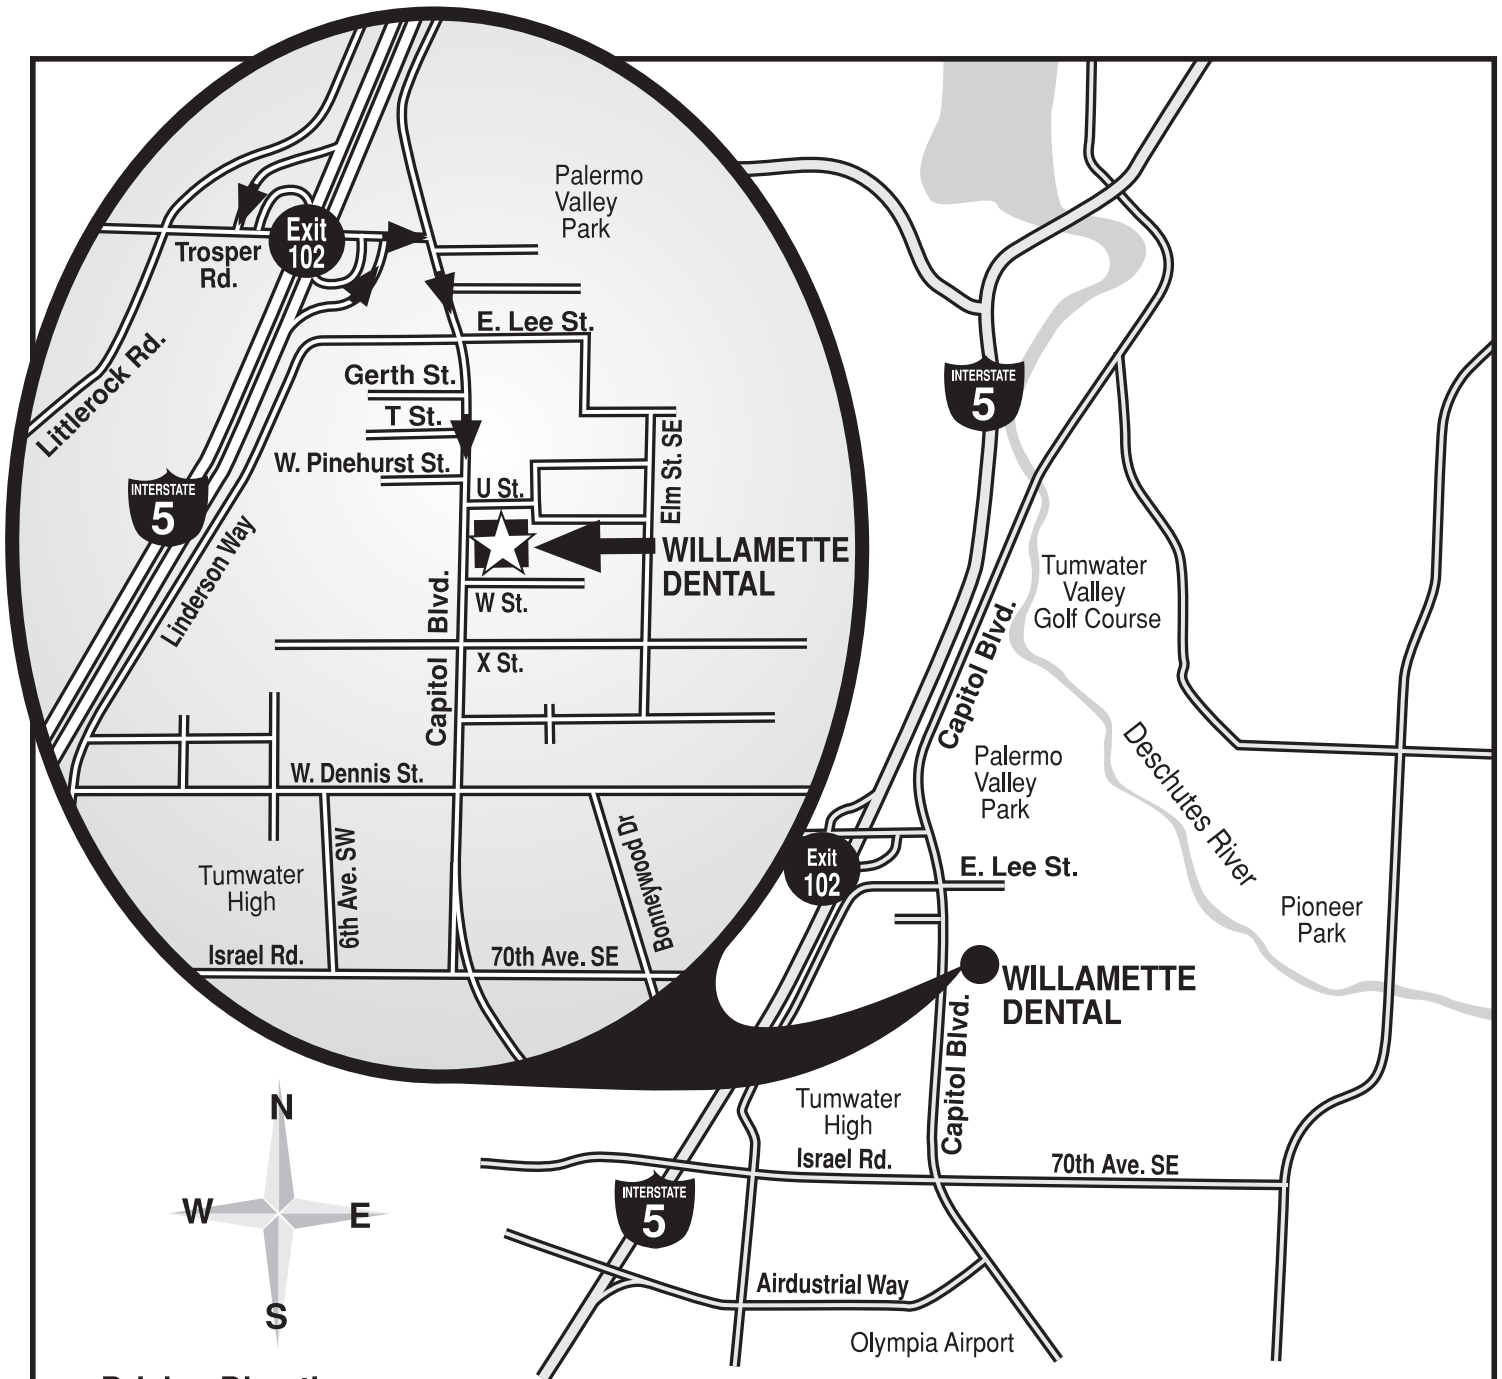 Palermo
Valley
Park
Exit
102
Trosper
Rd.
Littlerock Rd.
E. Lee St.
Gerth St.
T St.
W. Pinehurst St.
U St.
Elm St. SE
INTERSTATE
5
Linderson Way
WILLAMETTE
DENTAL
W St.
Capitol Blvd.
X St.
W. Dennis St.
Tumwater
High
6th Ave. SW
Bonneywood Dr
Israel Rd.
70th Ave. SE
INTERSTATE
5
Tumwater
Valley
Golf Course
Capitol Blvd.
Palermo
Valley
Park
Deschutes River
Exit
102
E. Lee St.
Pioneer
Park
WILLAMETTE
DENTAL
Capitol Blvd.
Tumwater
High
Israel Rd.
70th Ave. SE
INTERSTATE
5
Airdustrial Way
Olympia Airport
N
W
E
S